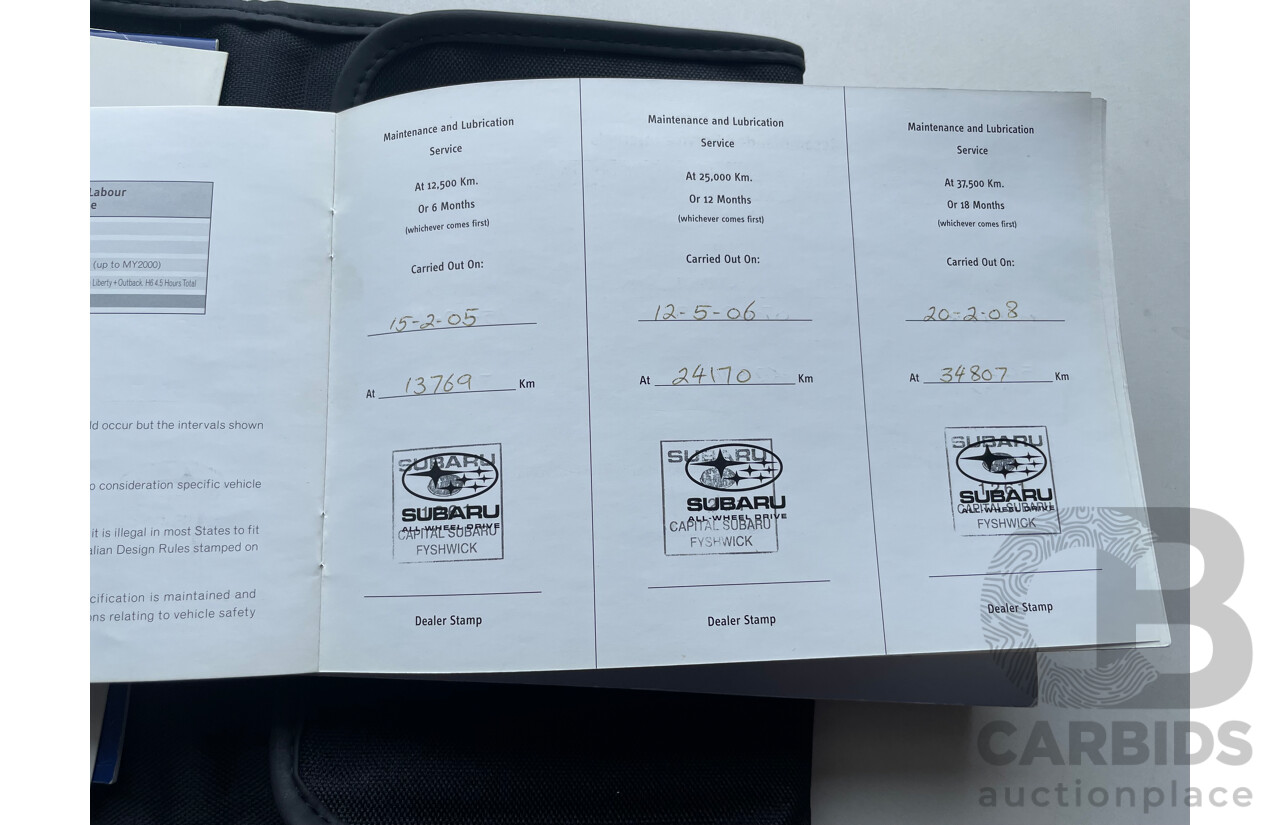 Labour
e
(up to MY2000)
Liberty + Outback. H6 4.5 Hours Total
ld occur but the intervals shown
o consideration specific vehicle
it is illegal in most States to fit
alian Design Rules stamped on
cification is maintained and
ns relating to vehicle safety
Maintenance and Lubrication
Service
At 12,500 Km.
Or 6 Months
(whichever comes first)
Carried Out On:
15-2-05
At 13769 Km
SUBARU
SUBARU
ALL-WHEEL DRIVE
CAPITAL SUBARU
FYSHWICK
Dealer Stamp
Maintenance and Lubrication
Service
At 25,000 Km.
Or 12 Months
(whichever comes first)
Carried Out On:
12-5-06
At 24170 Km
SUBARU
SUBARU
ALL-WHEEL DRIVE
CAPITAL SUBARU
FYSHWICK
Dealer Stamp
Maintenance and Lubrication
Service
At 37,500 Km.
Or 18 Months
(whichever comes first)
Carried Out On:
20-2-08
At 34807 Km
SUBARU
1261
SUBARU
ALL-WHEEL DRIVE
CAPITAL SUBARU
FYSHWICK
Dealer Stamp
CB
CARBIDS
auctionplace